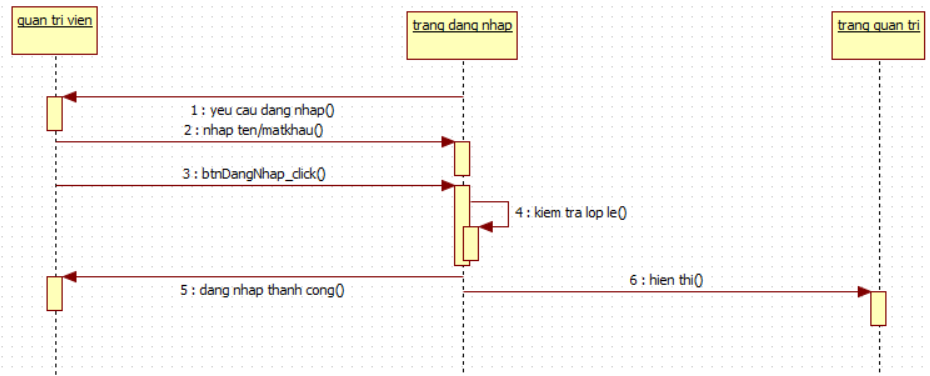 quan tri vien
trang dang nhap
trang quan tri
1 : yeu cau dang nhap()
2 : nhap ten/matkhau()
3 : btnDangNhap_click()
4 : kiem tra lop le()
5 : dang nhap thanh cong()
6 : hien thi()